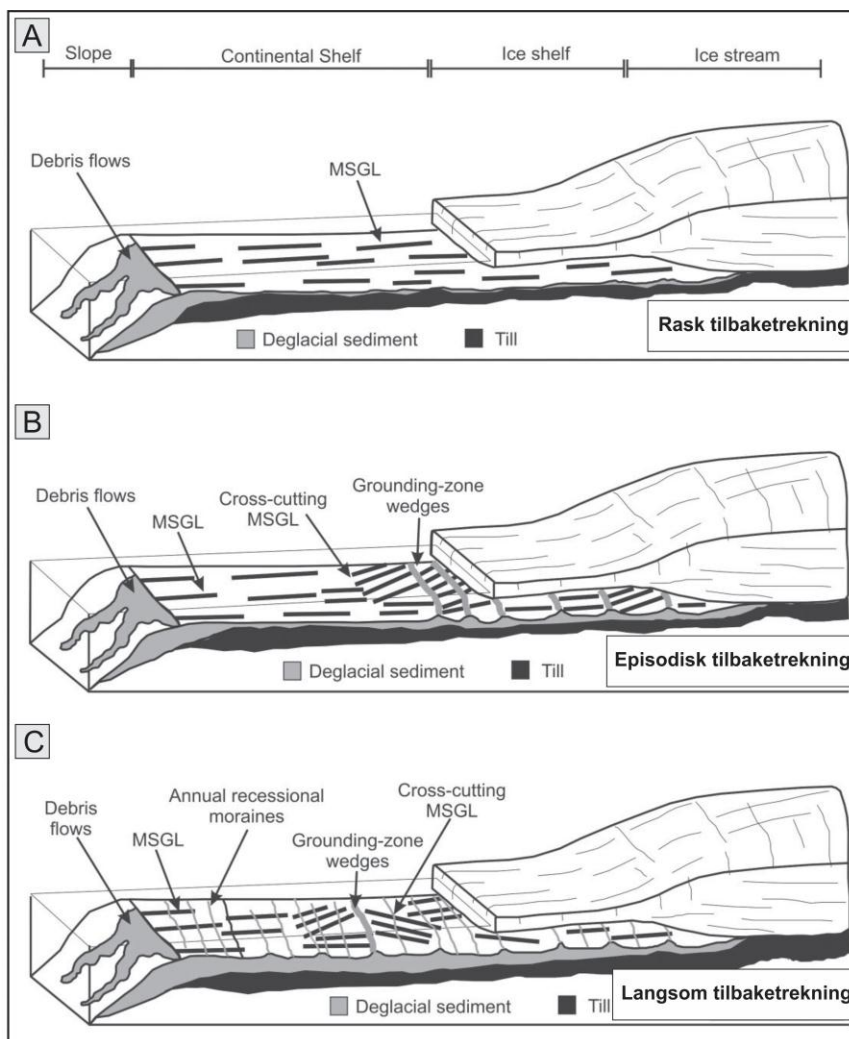 A
Slope Continental Shelf Ice shelf Ice stream
Debris flows
MSGL
Deglacial sediment Till
Rask tilbaketrekning
B
Debris flows
MSGL
Cross-cutting
MSGL
Grounding-zone
wedges
Deglacial sediment Till
Episodisk tilbaketrekning
C
Debris
flows
MSGL
Annual recessional
moraines
Grounding-zone
wedges
Cross-cutting
MSGL
Deglacial sediment Till
Langsom tilbaketrekning